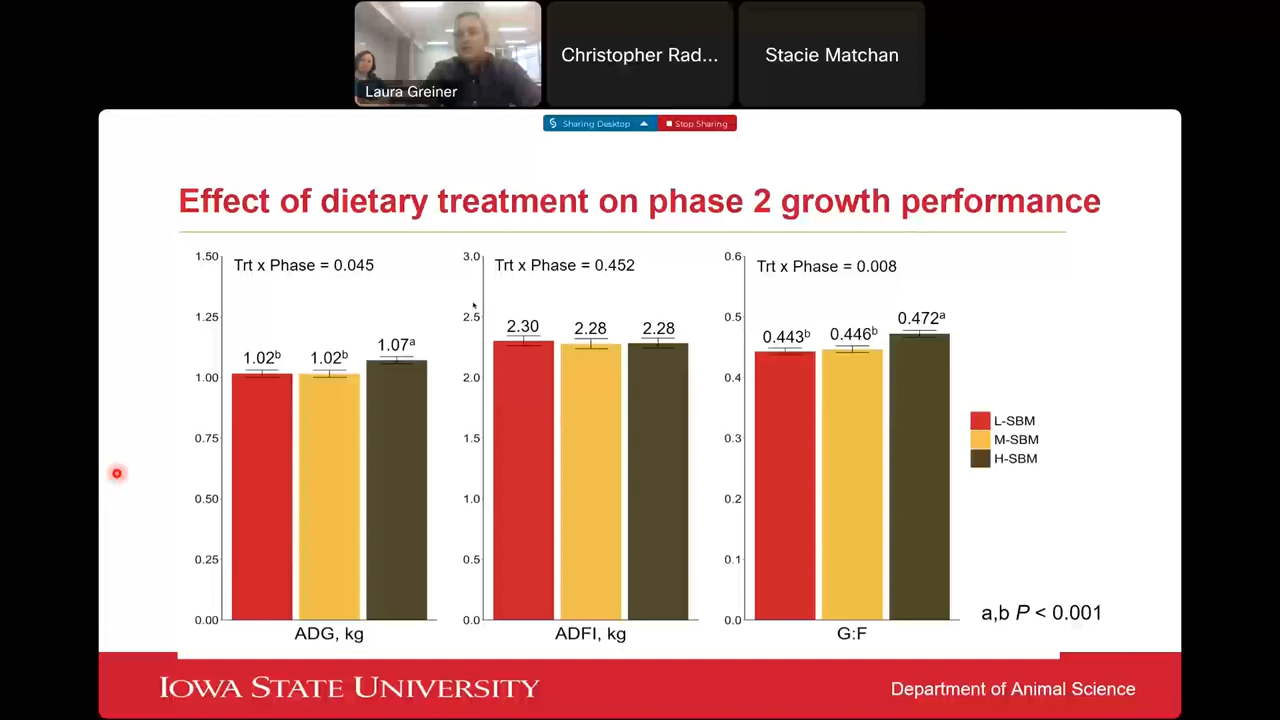 Laura Greiner
Christopher Rad...
Stacie Matchan
Sharing Desktop
Stop Sharing
Effect of dietary treatment on phase 2 growth performance
1.50
1.25
1.00
0.75
0.50
0.25
0.00
Trt x Phase = 0.045
1.02b
1.02b
1.07a
ADG, kg
3.0
2.5
2.0
1.5
1.0
0.5
0.0
Trt x Phase = 0.452
2.30
2.28
2.28
ADFI, kg
0.6
0.5
0.4
0.3
0.2
0.1
0.0
Trt x Phase = 0.008
0.443b
0.446b
0.472a
G:F
L-SBM
M-SBM
H-SBM
a,b P < 0.001
IOWA STATE UNIVERSITY
Department of Animal Science